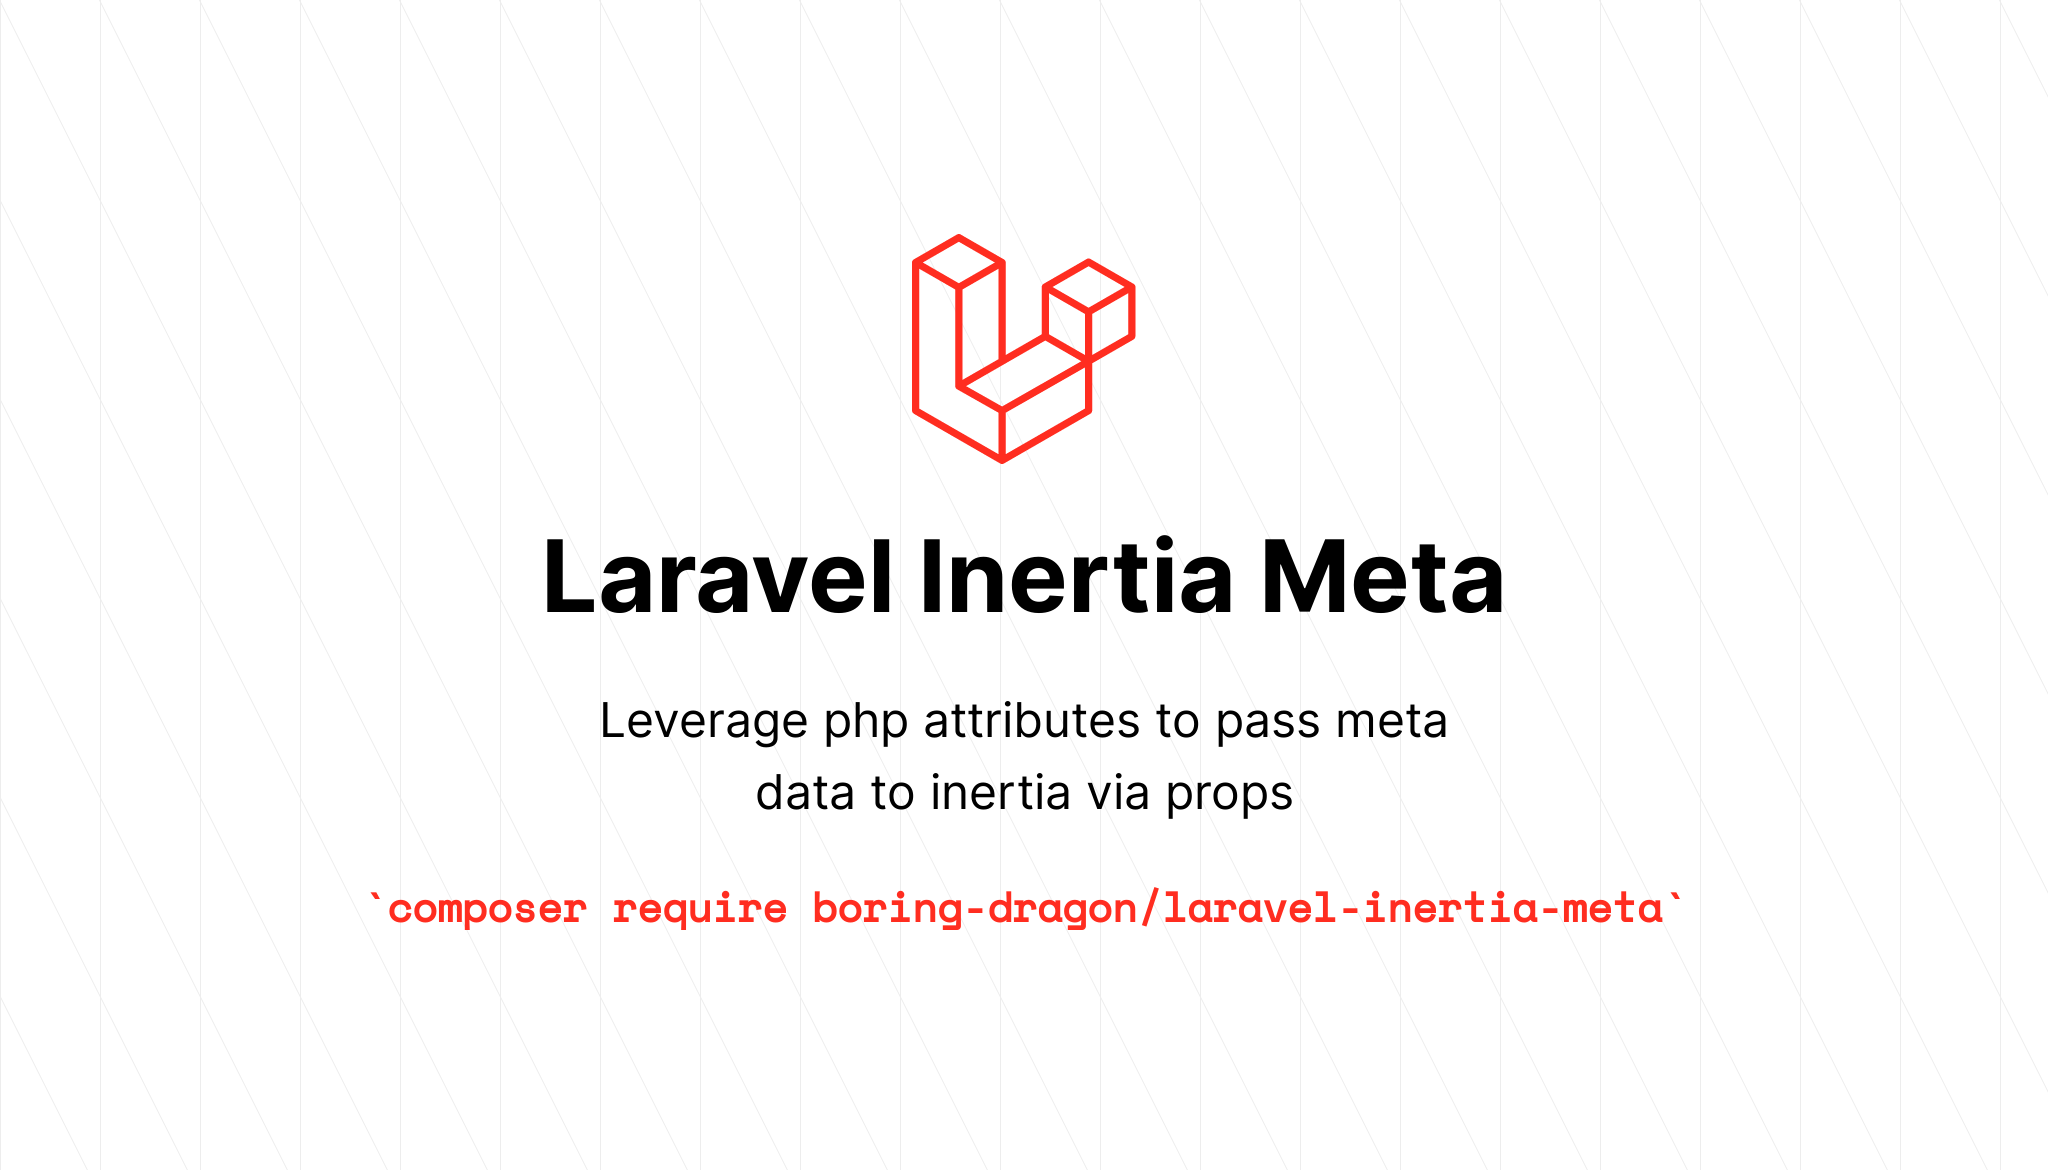 Laravel Inertia Meta
Leverage php attributes to pass meta
data to inertia via props
`composer require boring-dragon/laravel-inertia-meta`